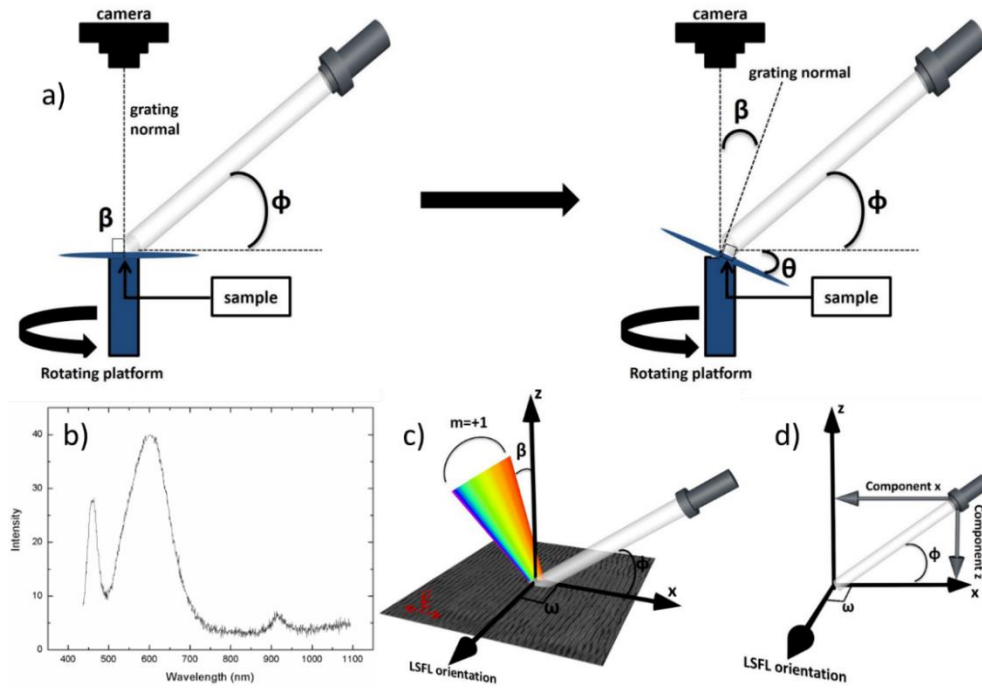 camera
camera
a)
grating
normal
grating normal
β
β
ϕ
ϕ
θ
sample
sample
Rotating platform
Rotating platform
b)
Intensity
40
30
20
10
0
400 500 600 700 800 900 1000 1100
Wavelength (nm)
c)
z
m=+1
β
ϕ
x
ω
ξ
LSFL orientation
d)
z
Component x
Component z
ϕ
x
ω
LSFL orientation